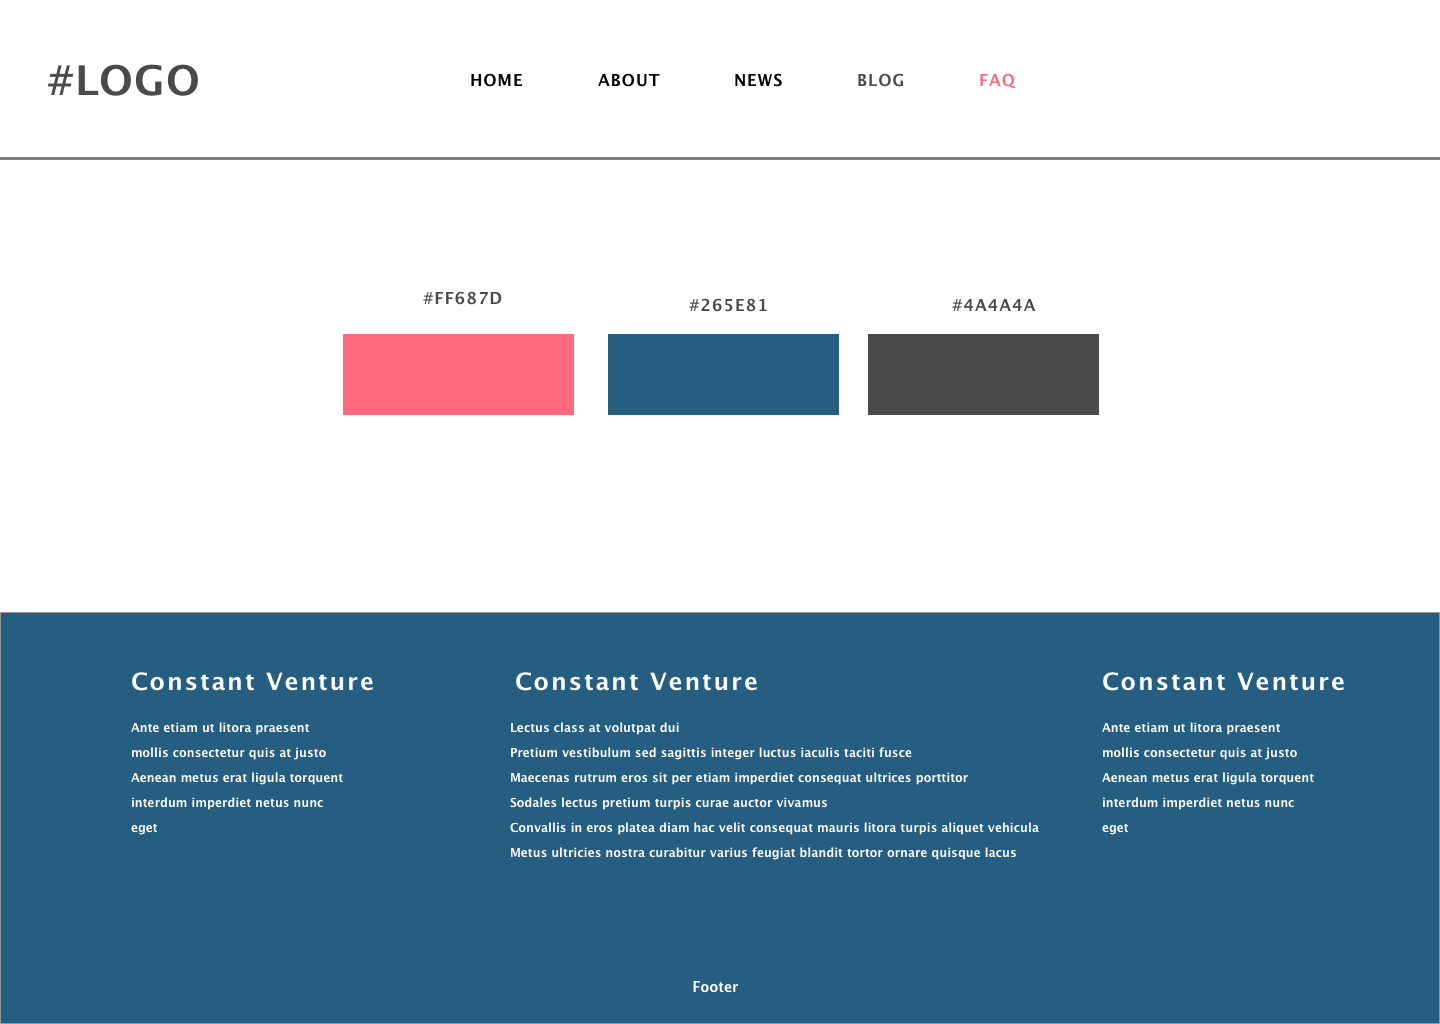 #LOGO
HOME ABOUT NEWS BLOG FAQ
#FF687D
#265E81
#4A4A4A
Constant Venture
Ante etiam ut litora praesent
mollis consectetur quis at justo
Aenean metus erat ligula torquent
interdum imperdiet netus nunc
eget
Constant Venture
Lectus class at volutpat dui
Pretium vestibulum sed sagittis integer luctus iaculis taciti fusce
Maecenas rutrum eros sit per etiam imperdiet consequat ultrices porttitor
Sodales lectus pretium turpis curae auctor vivamus
Convallis in eros platea diam hac velit consequat mauris litora turpis aliquet vehicula
Metus ultricies nostra curabitur varius feugiat blandit tortor ornare quisque lacus
Constant Venture
Ante etiam ut litora praesent
mollis consectetur quis at justo
Aenean metus erat ligula torquent
interdum imperdiet netus nunc
eget
Footer